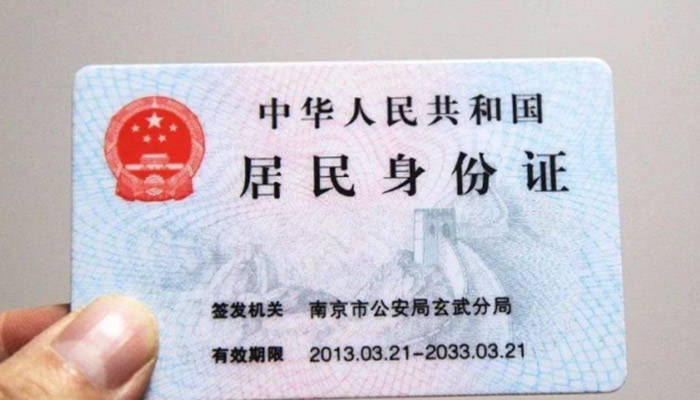 中华人民共和国
居民身份证
签发机关 南京市公安局玄武分局
有效期限 2013.03.21-2033.03.21